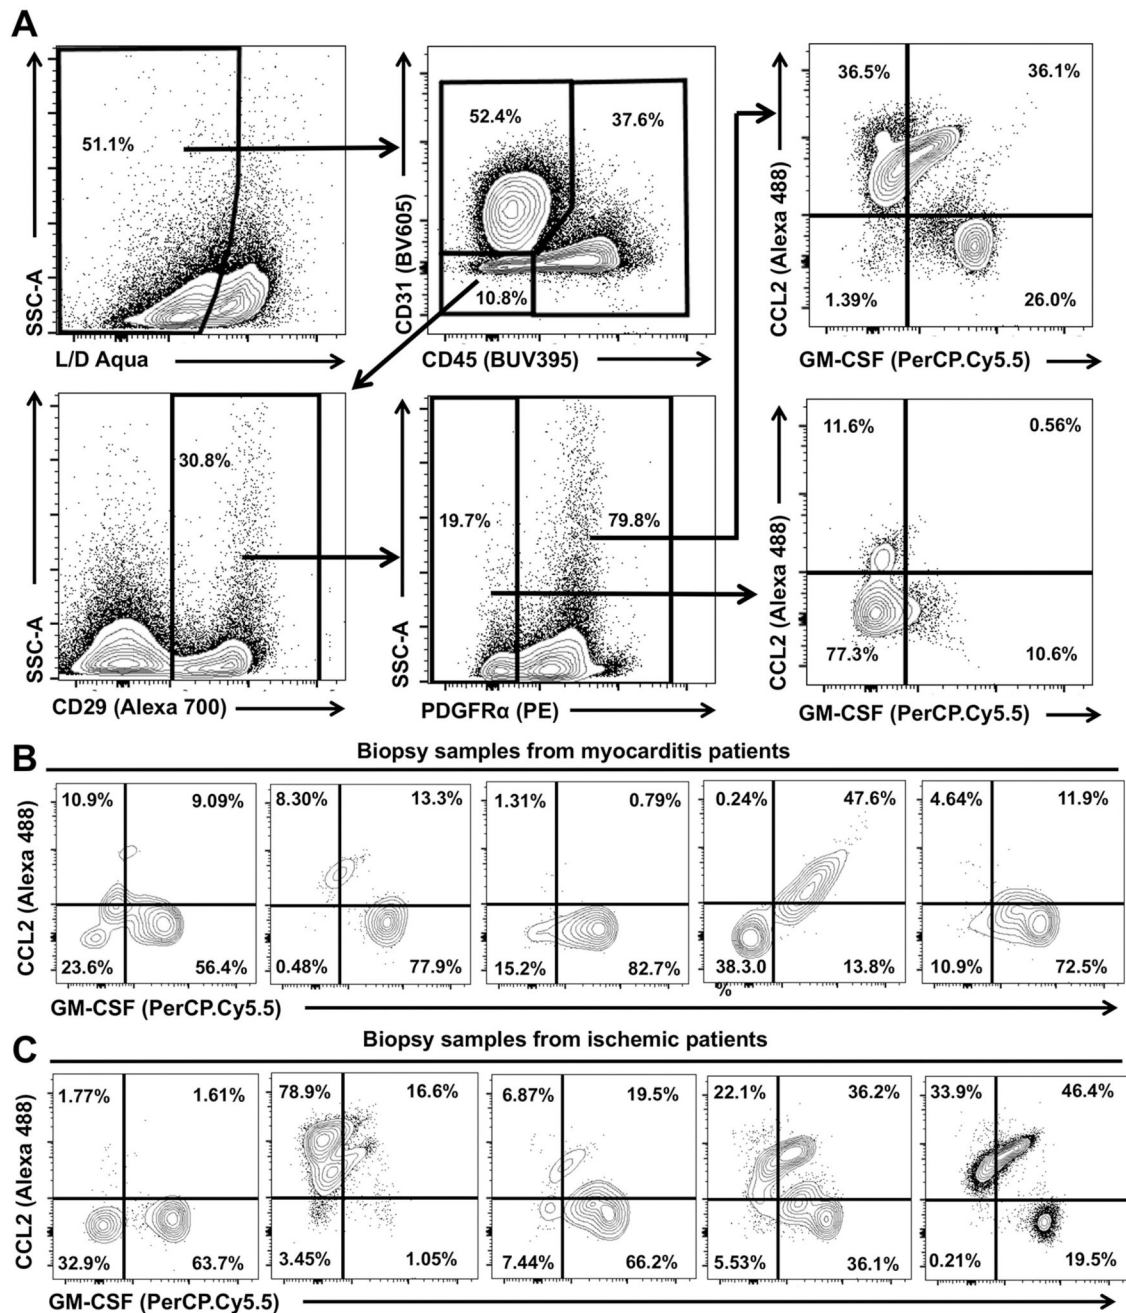 A
51.1%
SSC-A
L/D Aqua
52.4%
37.6%
10.8%
CD31 (BV605)
CD45 (BUV395)
36.5%
36.1%
1.39%
26.0%
CCL2 (Alexa 488)
GM-CSF (PerCP.Cy5.5)
30.8%
SSC-A
CD29 (Alexa 700)
19.7%
79.8%
SSC-A
PDGFRα (PE)
11.6%
0.56%
77.3%
10.6%
CCL2 (Alexa 488)
GM-CSF (PerCP.Cy5.5)
B
Biopsy samples from myocarditis patients
CCL2 (Alexa 488)
10.9% 9.09%
23.6% 56.4%
8.30% 13.3%
0.48% 77.9%
1.31% 0.79%
15.2% 82.7%
0.24% 47.6%
38.3.0 13.8%
%
4.64% 11.9%
10.9% 72.5%
GM-CSF (PerCP.Cy5.5)
C
Biopsy samples from ischemic patients
CCL2 (Alexa 488)
1.77% 1.61%
32.9% 63.7%
78.9% 16.6%
3.45% 1.05%
6.87% 19.5%
7.44% 66.2%
22.1% 36.2%
5.53% 36.1%
33.9% 46.4%
0.21% 19.5%
GM-CSF (PerCP.Cy5.5)